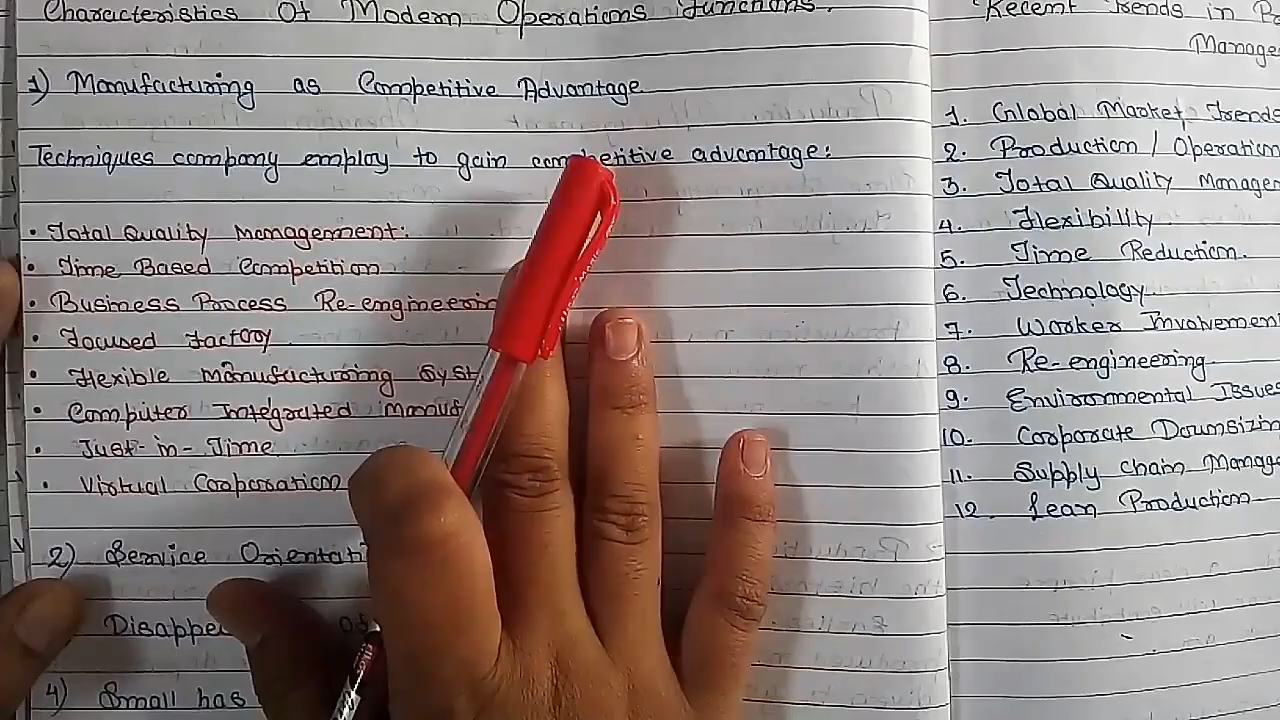 Characteristics Of Modern Operations Functions.
1) Manufacturing as Competitive Advantage
Techniques company employ to gain competitive advantage:
• Total Quality Management:
• Time Based Competition
• Business Process Re-engineerin
• Focused Factory
• Flexible Manufacturing Syst
• Computer Integrated Manuf
• Just-in-Time
• Virtual Corporation
2) Service Orientati
Disappe
4) Small has
Recent Trends in
Manage
1. Global Market Trends
2. Production / Operation
3. Total Quality Manage
4. Flexibility
5. Time Reduction.
6. Technology
7. Worker Involvement
8. Re-engineering
9. Environmental Issues
10. Corporate Downsizin
11. Supply Chain Manage
12. Lean Production